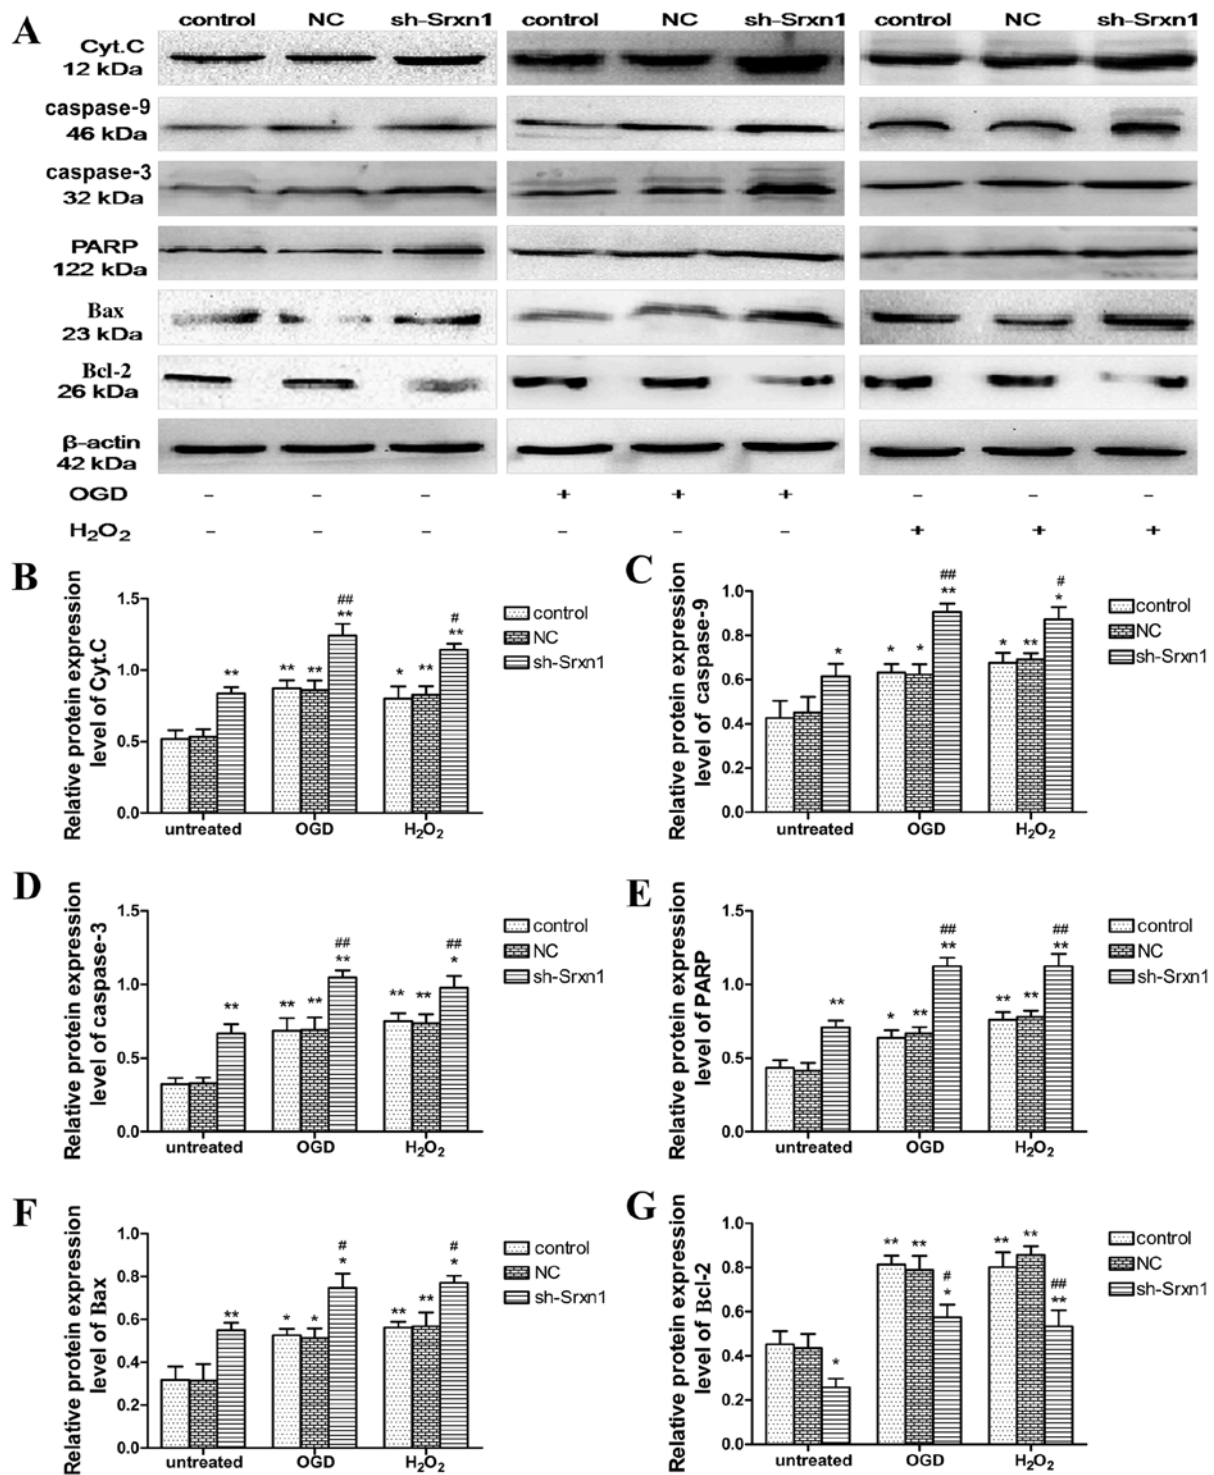 A
control NC sh-Srxn1 control NC sh-Srxn1 control NC sh-Srxn1
Cyt.C
12 kDa
caspase-9
46 kDa
caspase-3
32 kDa
PARP
122 kDa
Bax
23 kDa
Bcl-2
26 kDa
β-actin
42 kDa
OGD - - - + + + - - -
H₂O₂ - - - - - - + + +
B
Relative protein expression
level of Cyt.C
1.5
1.0
0.5
0.0
** ** ** ## ** * ** # **
untreated OGD H₂O₂
control
NC
sh-Srxn1
C
Relative protein expression
level of caspase-9
1.0
0.8
0.6
0.4
0.2
0.0
* * * ## ** * ** # *
untreated OGD H₂O₂
control
NC
sh-Srxn1
D
Relative protein expression
level of caspase-3
1.5
1.0
0.5
0.0
** ** ** ## ** ** ** ## *
untreated OGD H₂O₂
control
NC
sh-Srxn1
E
Relative protein expression
level of PARP
1.5
1.0
0.5
0.0
** * ** ## ** ** ** ## **
untreated OGD H₂O₂
control
NC
sh-Srxn1
F
Relative protein expression
level of Bax
1.0
0.8
0.6
0.4
0.2
0.0
** * * # * ** ** # *
untreated OGD H₂O₂
control
NC
sh-Srxn1
G
Relative protein expression
level of Bcl-2
1.0
0.8
0.6
0.4
0.2
0.0
* ** ** # * ** ** ## **
untreated OGD H₂O₂
control
NC
sh-Srxn1